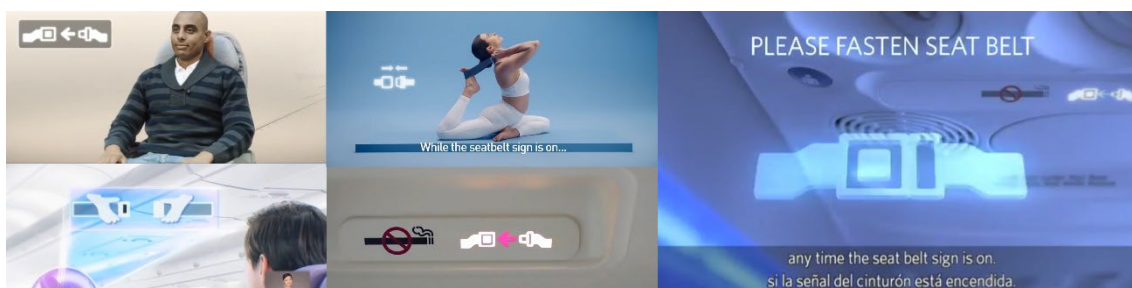 While the seatbelt sign is on...
PLEASE FASTEN SEAT BELT
any time the seat belt sign is on.
si la señal del cinturón está encendida.